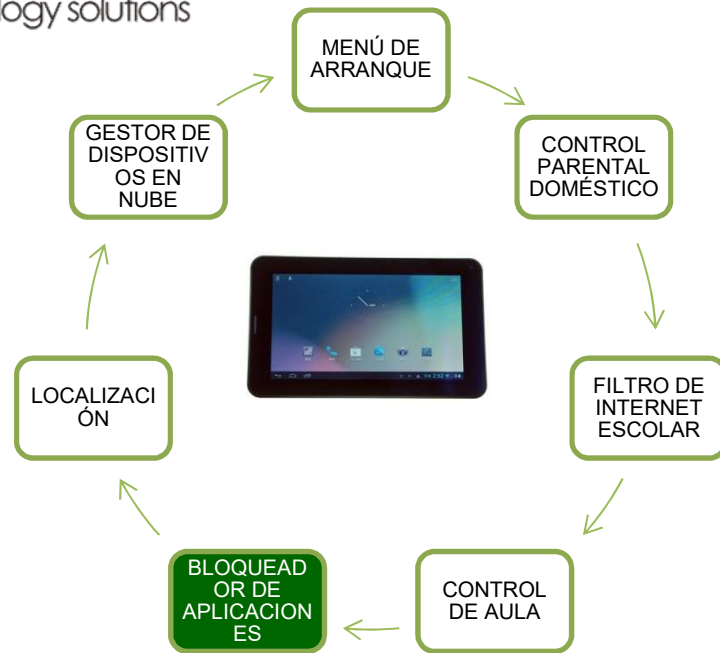 logy solutions
MENÚ DE
ARRANQUE
GESTOR DE
DISPOSITIV
OS EN
NUBE
CONTROL
PARENTAL
DOMÉSTICO
LOCALIZACI
ÓN
FILTRO DE
INTERNET
ESCOLAR
BLOQUEAD
OR DE
APLICACION
ES
CONTROL
DE AULA